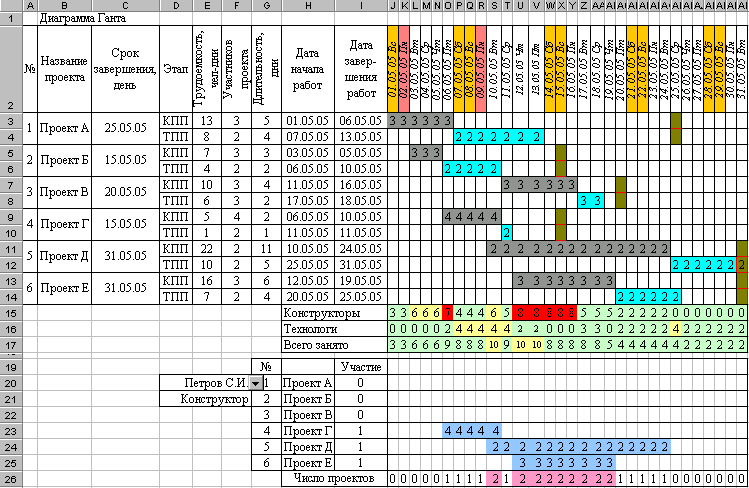 A B C D E F G H I J K L M N O P Q R S T U V W X Y Z
1 Диаграмма Ганта
2 № Название проекта Срок завершения, день Этап Трудоемкость, чел-дни Участников проекта Длительность, дни Дата начала работ Дата завер-шения работ 01.05.05 Вс 02.05.05 Пн 03.05.05 Вт 04.05.05 Ср 05.05.05 Чт 06.05.05 Пт 07.05.05 Сб 08.05.05 Вс 09.05.05 Пн 10.05.05 Вт 11.05.05 Ср 12.05.05 Чт 13.05.05 Пт 14.05.05 Сб 15.05.05 Вс 16.05.05 Пн 17.05.05 Вт 18.05.05 Ср 19.05.05 Чт 20.05.05 Пт 21.05.05 Сб 22.05.05 Вс 23.05.05 Пн 24.05.05 Вт 25.05.05 Ср 26.05.05 Чт 27.05.05 Пт 28.05.05 Сб 29.05.05 Вс 30.05.05 Пн 31.05.05 Вт
3 1 Проект А 25.05.05 КПП 13 3 5 01.05.05 06.05.05 3 3 3 3 3 3
4 ТПП 8 2 4 07.05.05 13.05.05 2 2 2 2 2 2 2
5 2 Проект Б 15.05.05 КПП 7 3 3 03.05.05 05.05.05 3 3 3
6 ТПП 4 2 2 06.05.05 10.05.05 2 2 2 2 2
7 3 Проект В 20.05.05 КПП 10 3 4 11.05.05 16.05.05 3 3 3 3 3 3
8 ТПП 6 3 2 17.05.05 18.05.05 3 3
9 4 Проект Г 15.05.05 КПП 5 4 2 06.05.05 10.05.05 4 4 4 4 4
10 ТПП 1 2 1 11.05.05 11.05.05 2
11 5 Проект Д 31.05.05 КПП 22 2 11 10.05.05 24.05.05 2 2 2 2 2 2 2 2 2 2 2 2 2 2 2
12 ТПП 10 2 5 25.05.05 31.05.05 2 2 2 2 2 2 2
13 6 Проект Е 31.05.05 КПП 16 3 6 12.05.05 19.05.05 3 3 3 3 3 3 3 3
14 ТПП 7 2 4 20.05.05 25.05.05 2 2 2 2 2 2
15 Конструкторы 3 3 6 6 6 7 4 4 4 6 5 8 8 8 8 8 5 5 5 2 2 2 2 2 0 0 0 0 0 0 0
16 Технологи 0 0 0 0 0 2 4 4 4 4 4 2 2 0 0 0 3 3 0 2 2 2 2 2 4 2 2 2 2 2 2
17 Всего занято 3 3 6 6 6 9 8 8 8 10 9 10 10 8 8 8 8 8 5 4 4 4 4 4 4 2 2 2 2 2 2
19 № Участие
20 Петров С.И. 1 Проект А 0
21 Конструктор 2 Проект Б 0
22 3 Проект В 0
23 4 Проект Г 1 4 4 4 4 4
24 5 Проект Д 1 2 2 2 2 2 2 2 2 2 2 2 2 2 2 2
25 6 Проект Е 1 3 3 3 3 3 3 3 3
26 Число проектов 0 0 0 0 0 1 1 1 1 2 1 2 2 2 2 2 2 2 2 1 1 1 1 1 0 0 0 0 0 0 0